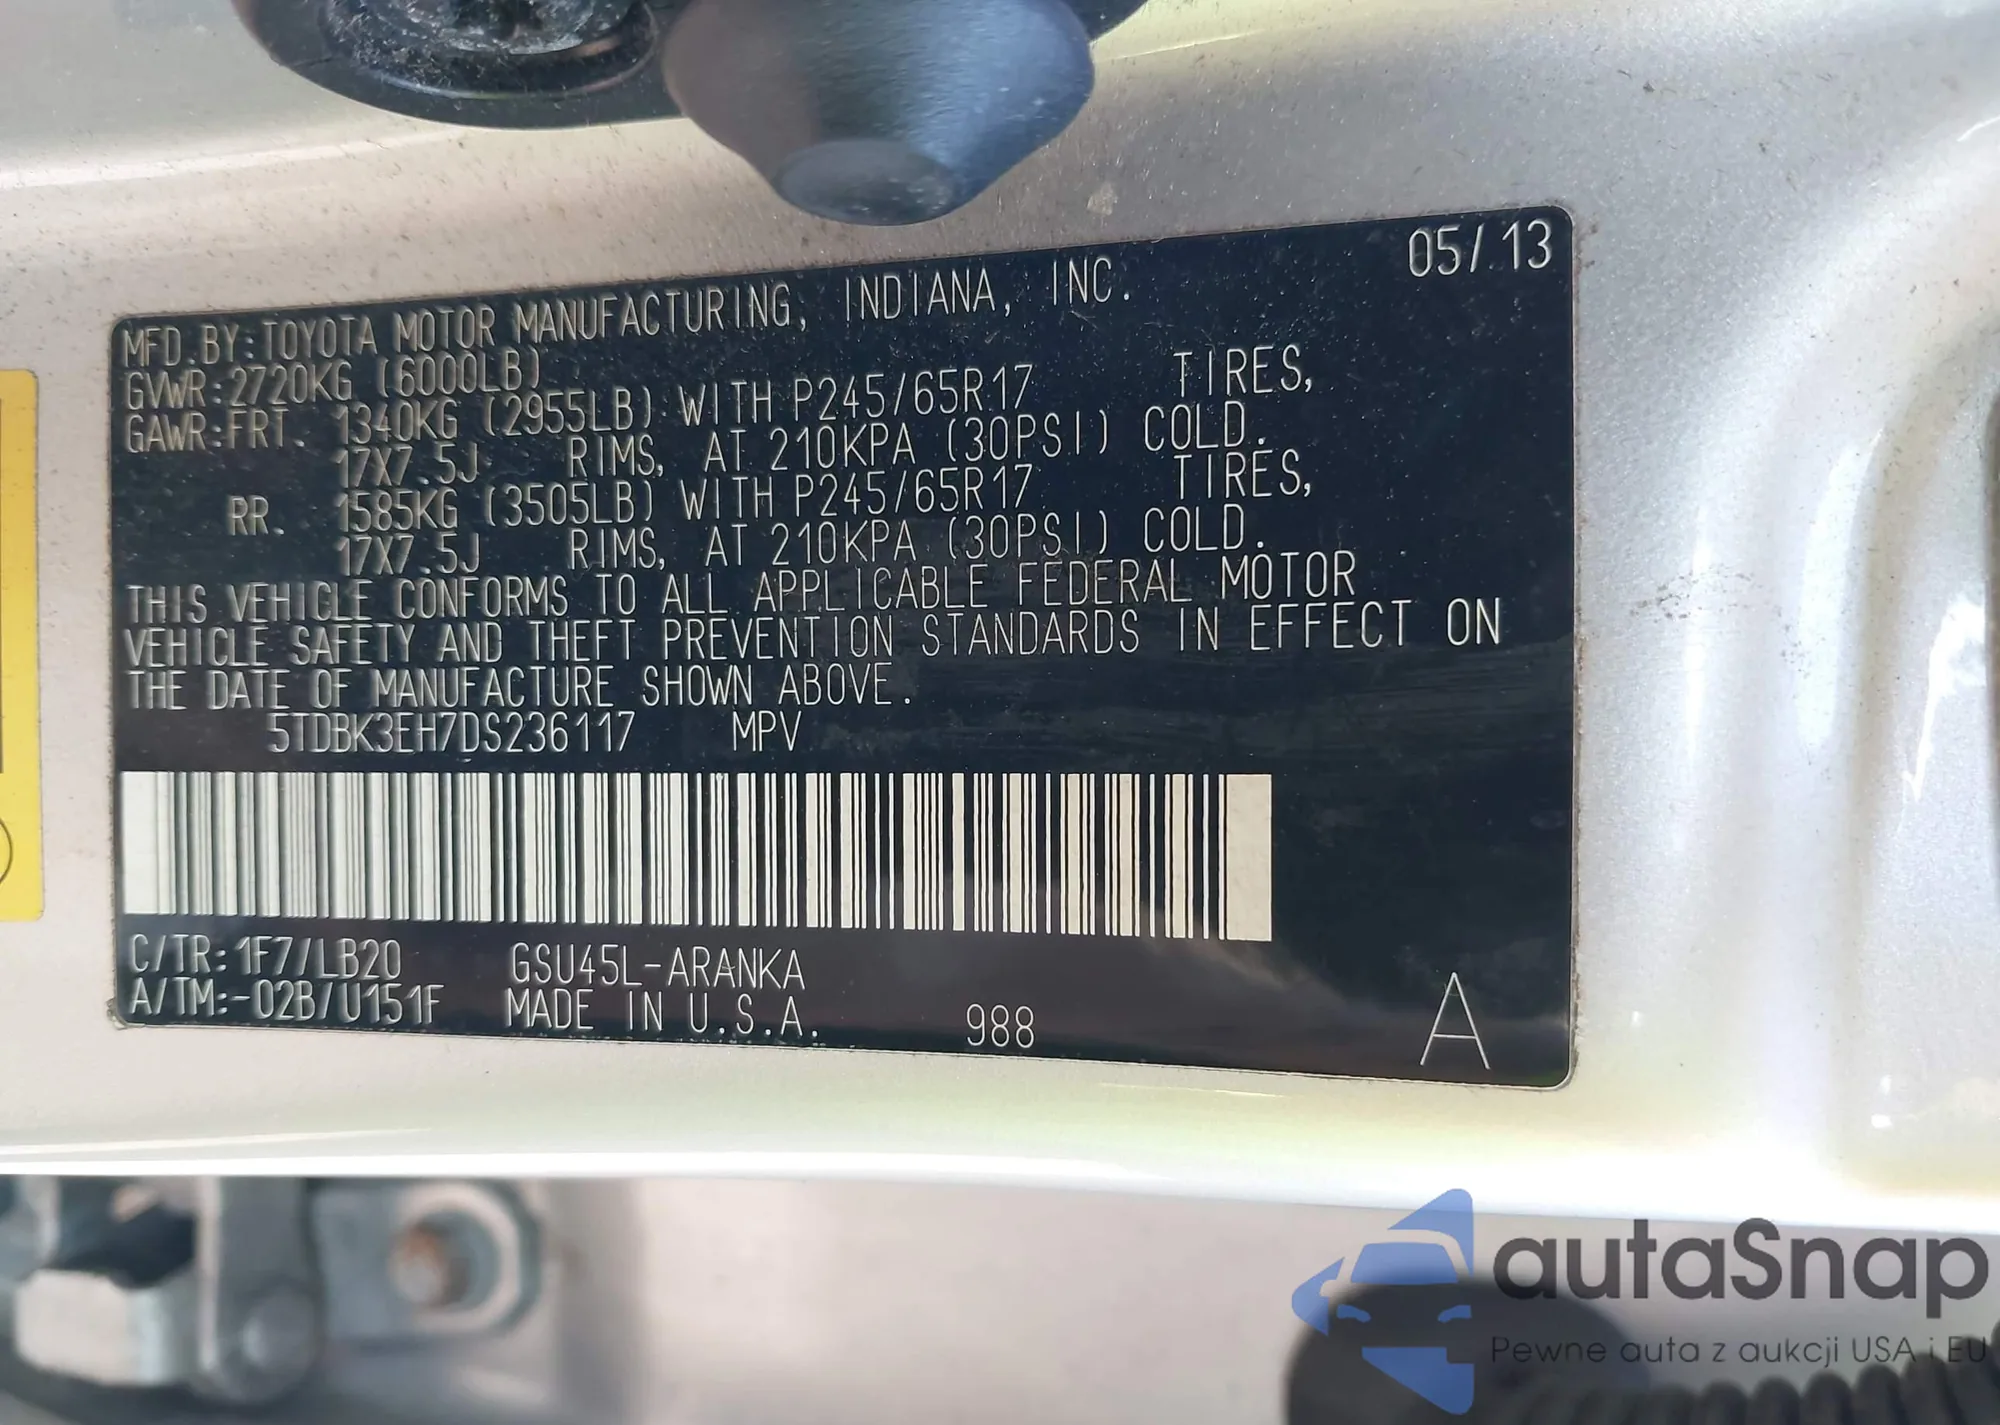 05/13
MFD.BY:TOYOTA MOTOR MANUFACTURING, INDIANA, INC.
GVWR:2720KG (6000LB)
GAWR:FRT. 1340KG (2955LB) WITH P245/65R17 TIRES,
17X7.5J RIMS, AT 210KPA (30PSI) COLD.
RR. 1585KG (3505LB) WITH P245/65R17 TIRES,
17X7.5J RIMS, AT 210KPA (30PSI) COLD.
THIS VEHICLE CONFORMS TO ALL APPLICABLE FEDERAL MOTOR
VEHICLE SAFETY AND THEFT PREVENTION STANDARDS IN EFFECT ON
THE DATE OF MANUFACTURE SHOWN ABOVE.
5TDBK3EH7DS236117 MPV
C/TR:1F7/LB20 GSU45L-ARANKA
A/TM:-02B/U151F MADE IN U.S.A. 988 A
autaSnap
Pewne auta z aukcji USA i EU